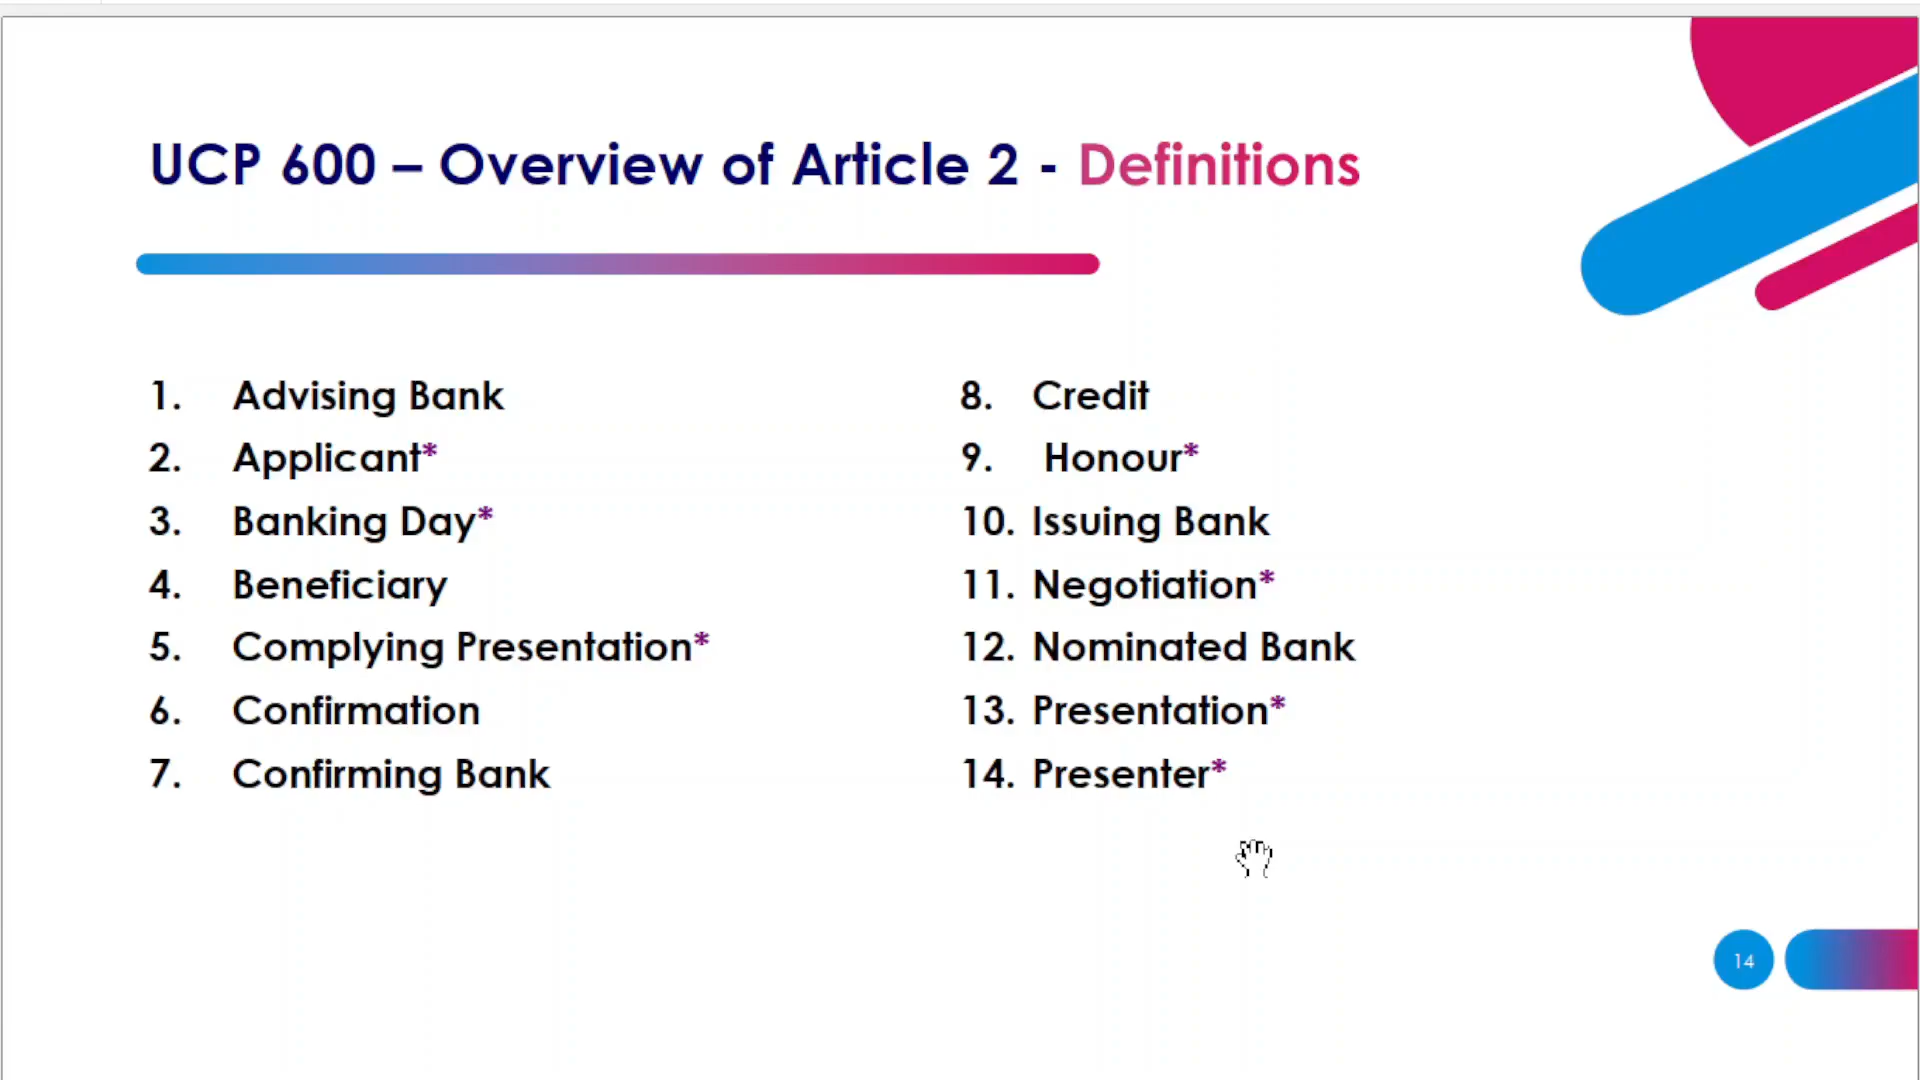 UCP 600 – Overview of Article 2 - Definitions
1. Advising Bank
2. Applicant*
3. Banking Day*
4. Beneficiary
5. Complying Presentation*
6. Confirmation
7. Confirming Bank
8. Credit
9. Honour*
10. Issuing Bank
11. Negotiation*
12. Nominated Bank
13. Presentation*
14. Presenter*
14